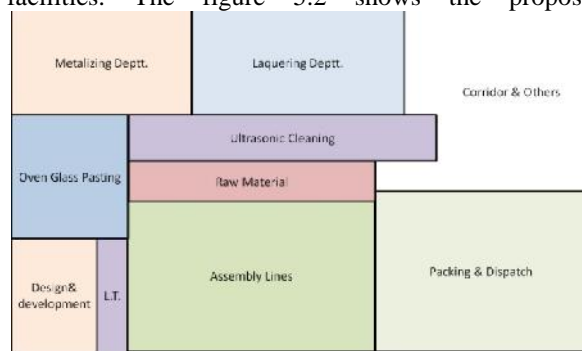 facilities. The figure 5.2 shows the propos
Metalizing Deptt.
Laquering Deptt.
Corridor & Others
Ultrasonic Cleaning
Oven Glass Pasting
Raw Material
Design&
development
L.T.
Assembly Lines
Packing & Dispatch